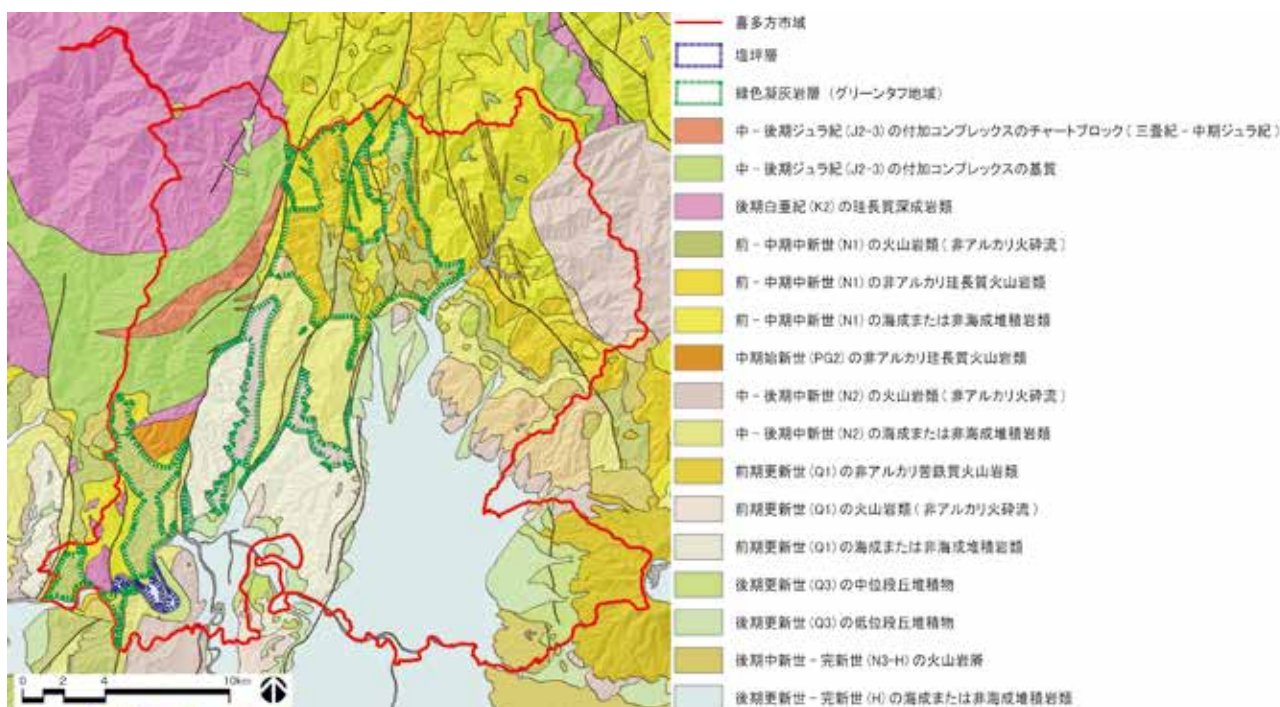 喜多方市域
塩坪層
緑色凝灰岩層（グリーンタフ地域）
中－後期ジュラ紀(J2-3)の付加コンプレックスのチャートブロック（三畳紀－中期ジュラ紀）
中－後期ジュラ紀(J2-3)の付加コンプレックスの基質
後期白亜紀(K2)の珪長質深成岩類
前－中期中新世(N1)の火山岩類（非アルカリ火砕流）
前－中期中新世(N1)の非アルカリ珪長質火山岩類
前－中期中新世(N1)の海成または非海成堆積岩類
中期始新世(PG2)の非アルカリ珪長質火山岩類
中－後期中新世(N2)の火山岩類（非アルカリ火砕流）
中－後期中新世(N2)の海成または非海成堆積岩類
前期更新世(Q1)の非アルカリ苦鉄質火山岩類
前期更新世(Q1)の火山岩類（非アルカリ火砕流）
前期更新世(Q1)の海成または非海成堆積岩類
後期更新世(Q3)の中位段丘堆積物
後期更新世(Q3)の低位段丘堆積物
後期中新世－完新世(N3-H)の火山岩屑
後期更新世－完新世(H)の海成または非海成堆積岩類
0 2 4 10km